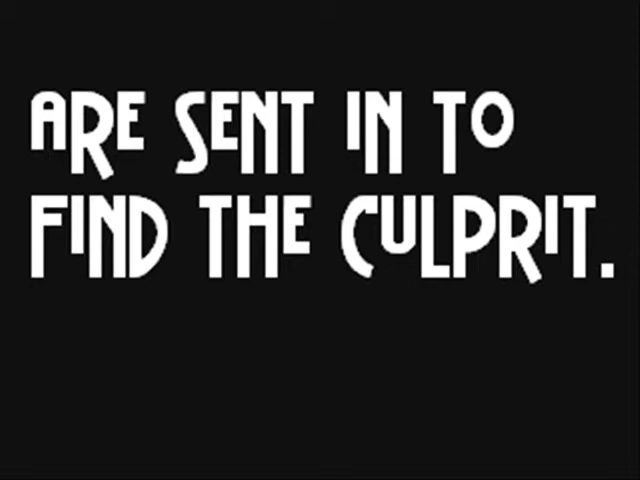 ARE SENT IN TO
FIND THE CULPRIT.